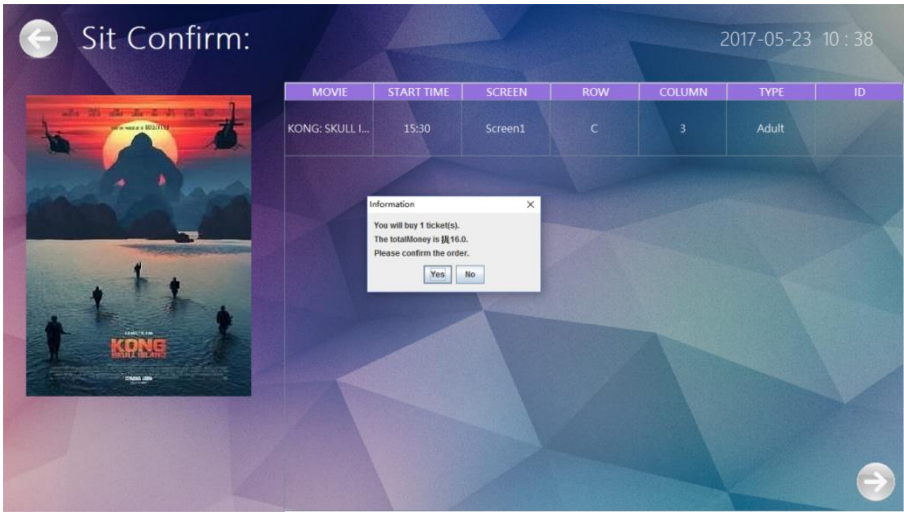 Sit Confirm:
2017-05-23 10 : 38
MOVIE START TIME SCREEN ROW COLUMN TYPE ID
KONG: SKULL I... 15:30 Screen1 C 3 Adult
Information
You will buy 1 ticket(s).
The totalMoney is 16.0.
Please confirm the order.
Yes No
KONG
SKULL ISLAND